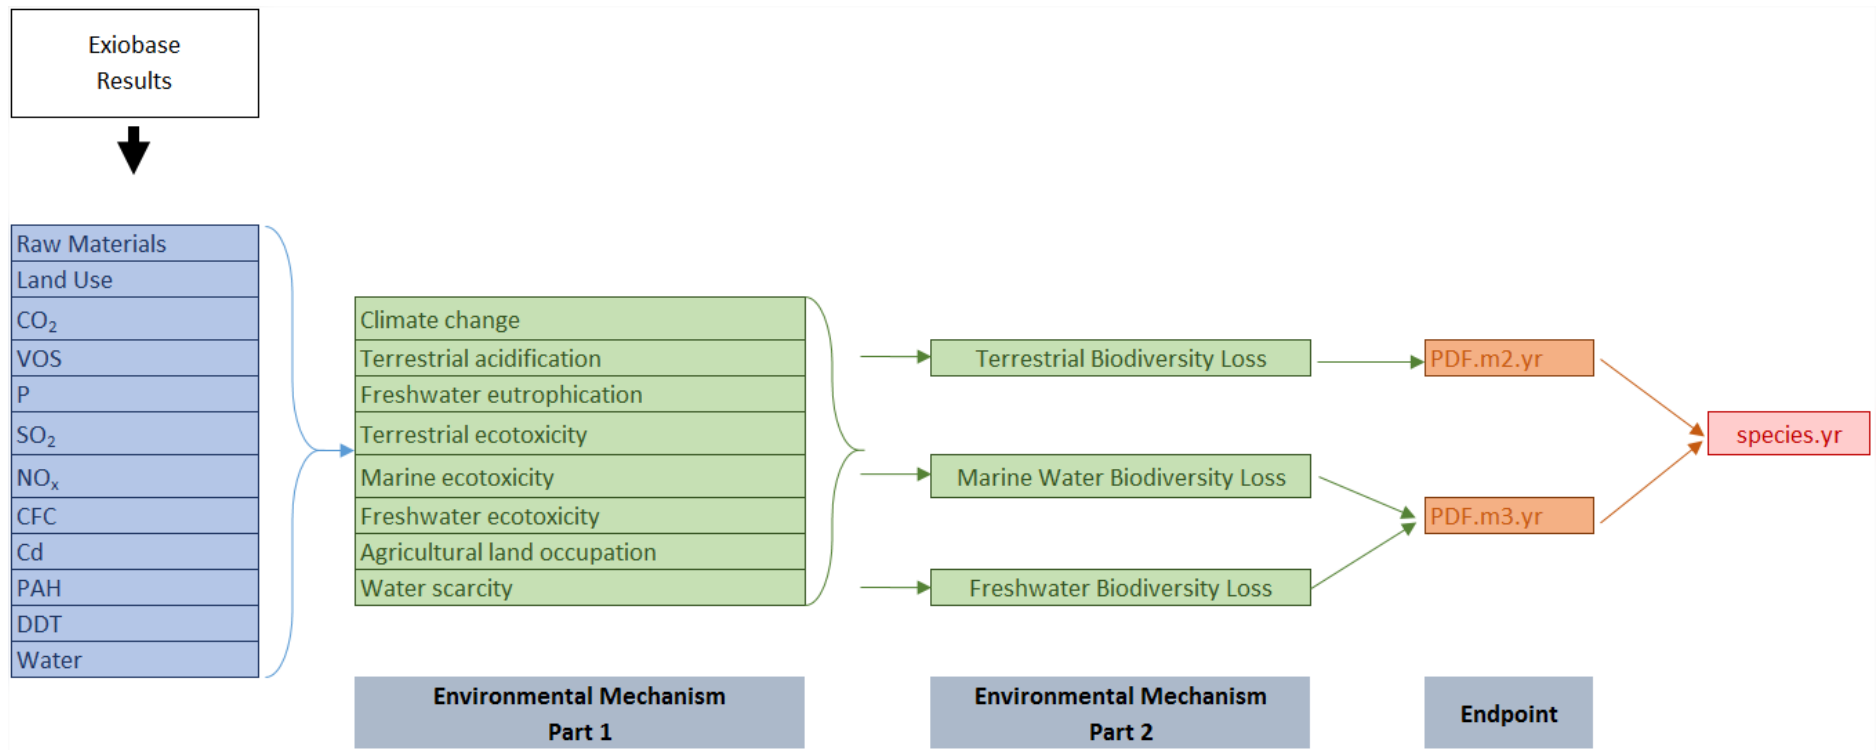 Exiobase
Results
Raw Materials
Land Use
CO₂
VOS
P
SO₂
NOₓ
CFC
Cd
PAH
DDT
Water
Climate change
Terrestrial acidification
Freshwater eutrophication
Terrestrial ecotoxicity
Marine ecotoxicity
Freshwater ecotoxicity
Agricultural land occupation
Water scarcity
Environmental Mechanism
Part 1
Terrestrial Biodiversity Loss
Marine Water Biodiversity Loss
Freshwater Biodiversity Loss
Environmental Mechanism
Part 2
PDF.m2.yr
PDF.m3.yr
Endpoint
species.yr